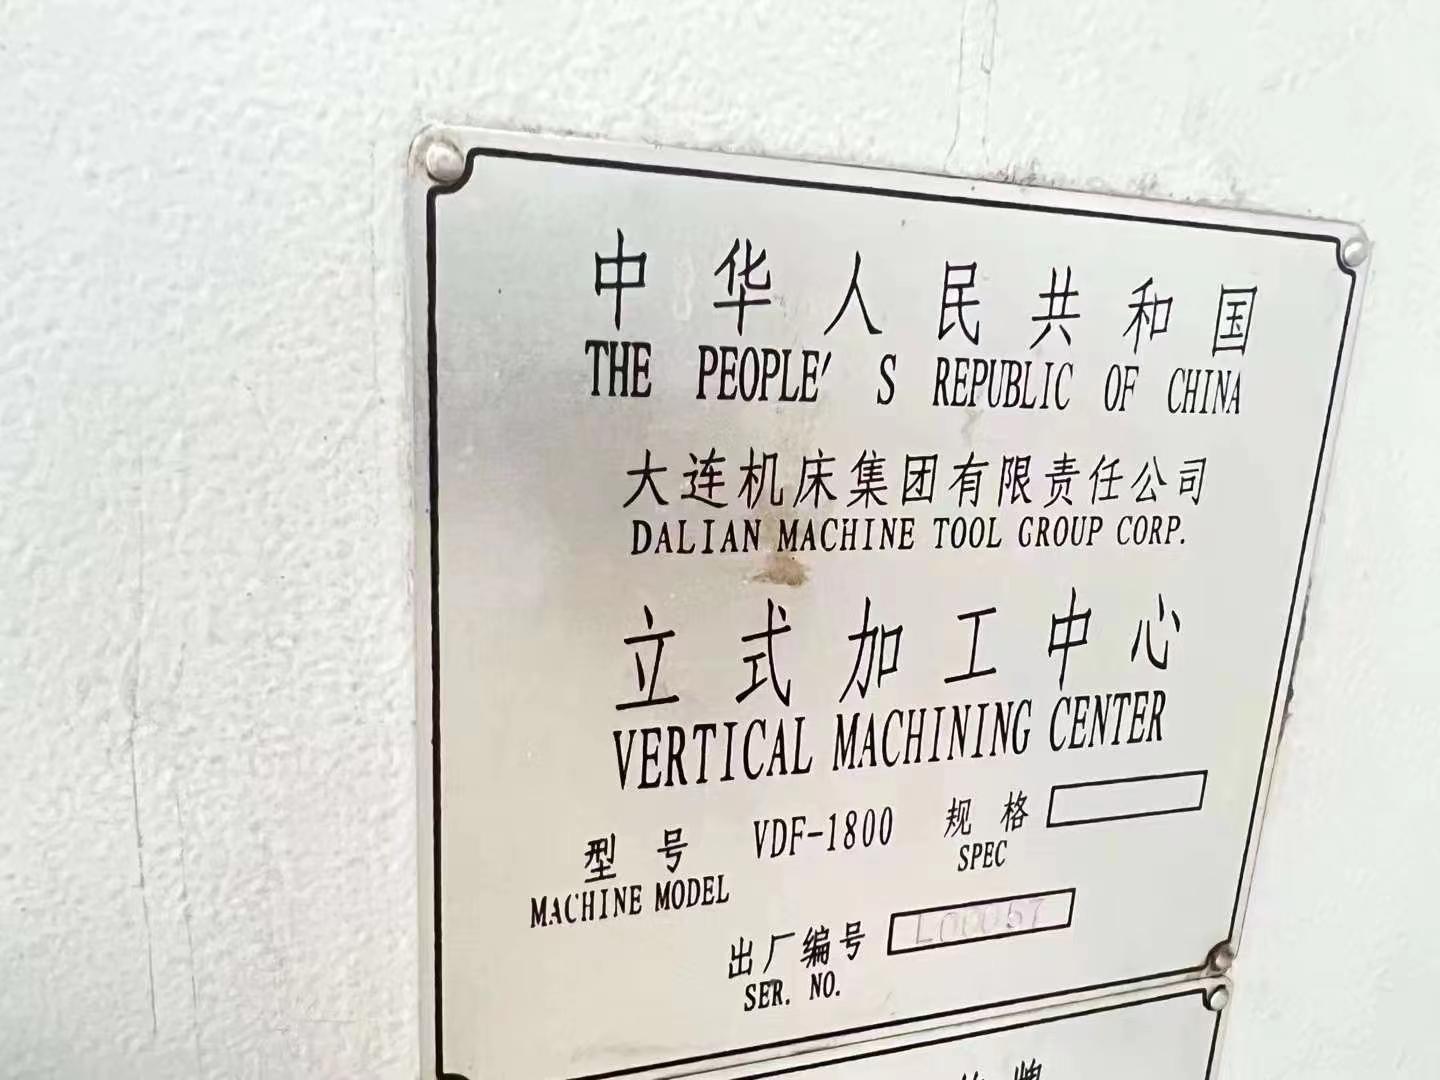 中华人民共和国
THE PEOPLE'S REPUBLIC OF CHINA
大连机床集团有限责任公司
DALIAN MACHINE TOOL GROUP CORP.
立式加工中心
VERTICAL MACHINING CENTER
型号 VDF-1800 规格
MACHINE MODEL SPEC
出厂编号
SER. NO.
牌